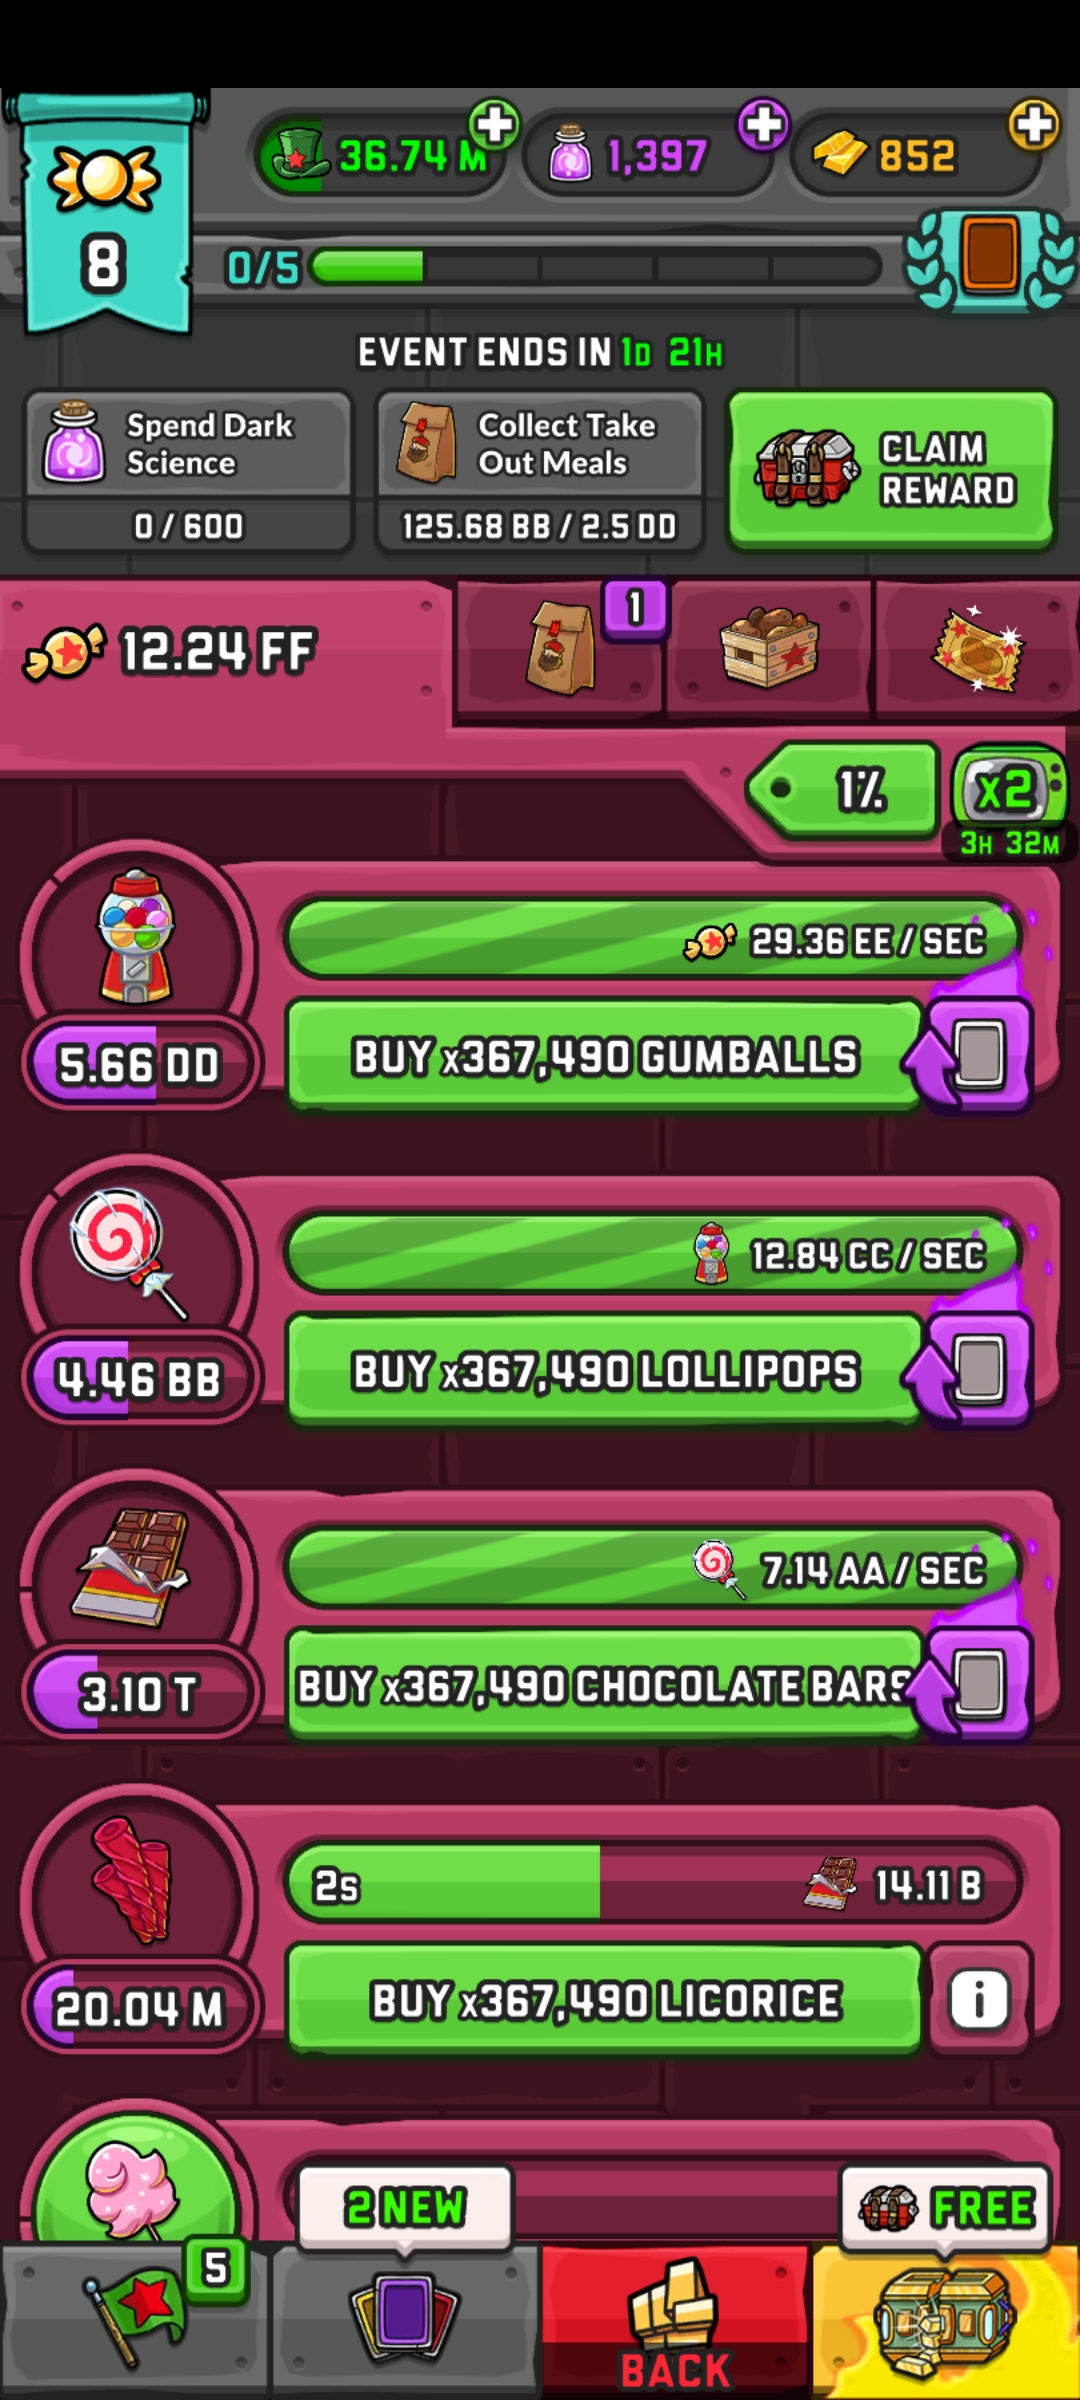 36.74 M
1,397
852
8
0/5
EVENT ENDS IN 1D 21H
Spend Dark
Science
0 / 600
Collect Take
Out Meals
125.68 BB / 2.5 DD
CLAIM
REWARD
12.24 FF
1
1%
x2
3H 32M
29.36 EE / SEC
5.66 DD
BUY x367,490 GUMBALLS
12.84 CC / SEC
4.46 BB
BUY x367,490 LOLLIPOPS
7.14 AA / SEC
3.10 T
BUY x367,490 CHOCOLATE BARS
2s
14.11 B
20.04 M
BUY x367,490 LICORICE
i
2 NEW
FREE
5
BACK